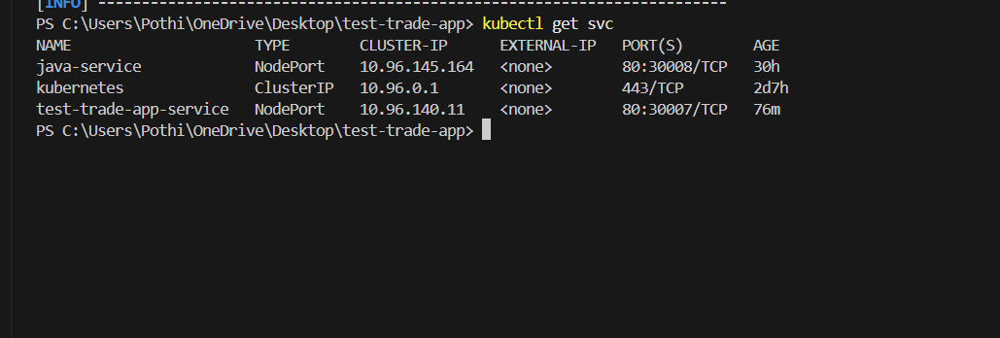 [INFO] ------------------------------------------------------------------------
PS C:\Users\Pothi\OneDrive\Desktop\test-trade-app> kubectl get svc
NAME TYPE CLUSTER-IP EXTERNAL-IP PORT(S) AGE
java-service NodePort 10.96.145.164 <none> 80:30008/TCP 30h
kubernetes ClusterIP 10.96.0.1 <none> 443/TCP 2d7h
test-trade-app-service NodePort 10.96.140.11 <none> 80:30007/TCP 76m
PS C:\Users\Pothi\OneDrive\Desktop\test-trade-app>